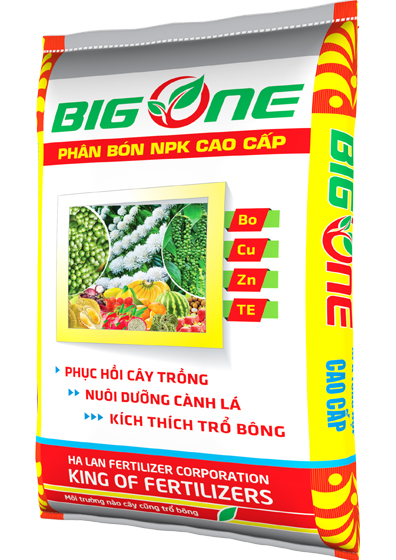 BIG ONE
PHÂN BÓN NPK CAO CẤP
Bo
Cu
Zn
TE
PHỤC HỒI CÂY TRỒNG
NUÔI DƯỠNG CÀNH LÁ
KÍCH THÍCH TRỔ BÔNG
HA LAN FERTILIZER CORPORATION
KING OF FERTILIZERS
Môi trường nào cây cũng trổ bông
BIG ONE
CAO CẤP